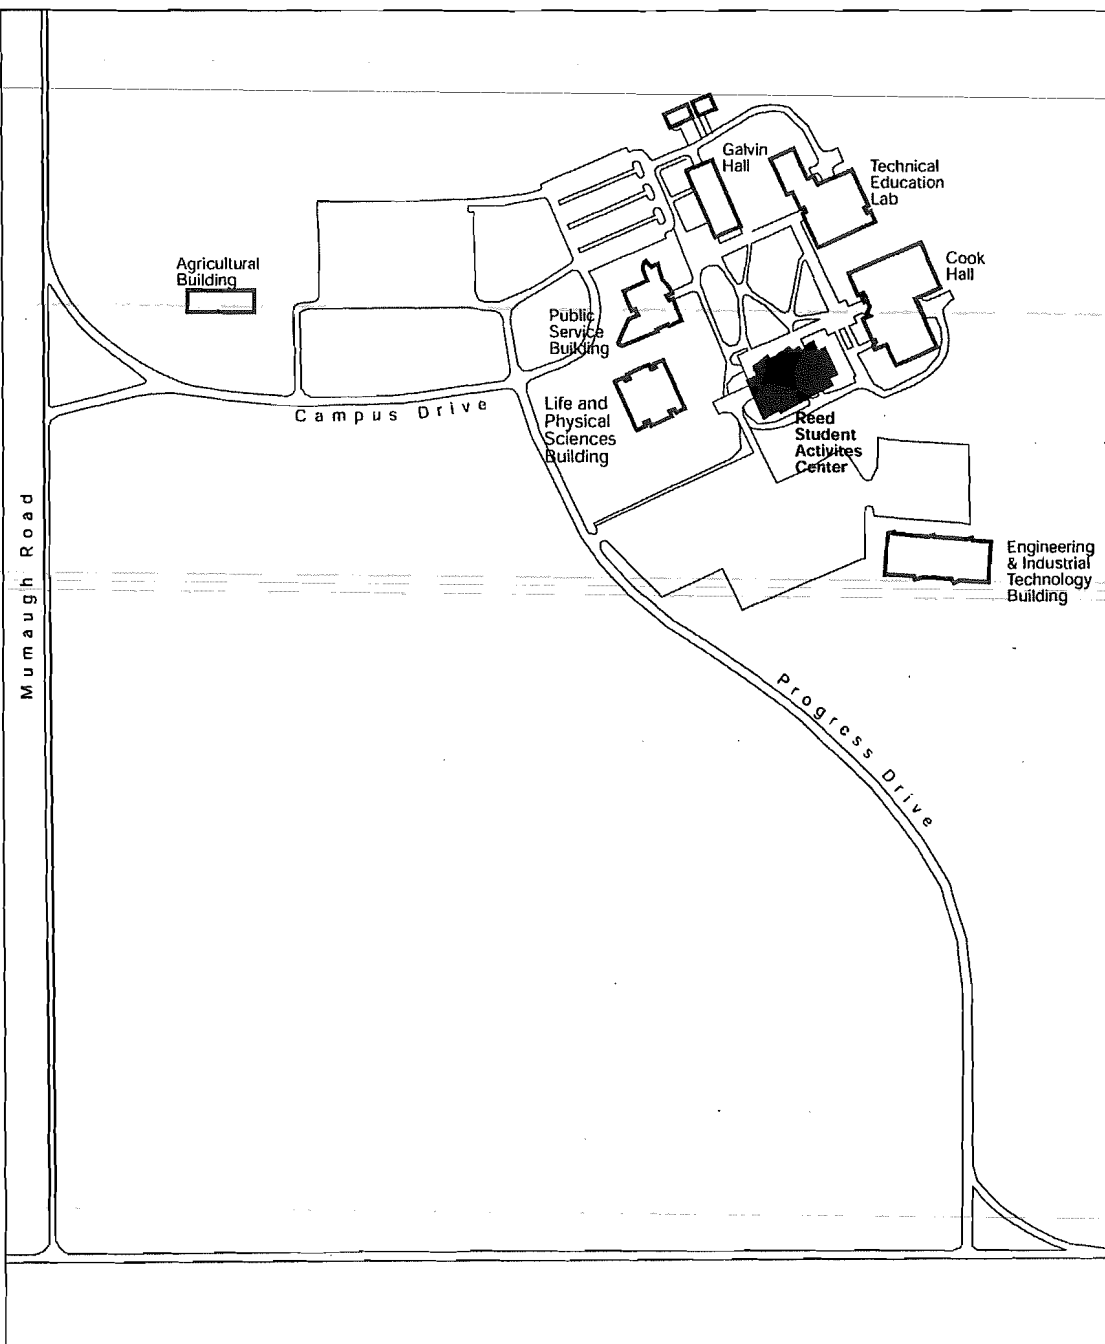 Galvin
Hall
Technical
Education
Lab
Cook
Hall
Agricultural
Building
Public
Service
Building
Life and
Physical
Sciences
Building
Campus Drive
Reed
Student
Activites
Center
Mumaugh Road
Engineering
& Industrial
Technology
Building
Progress Drive